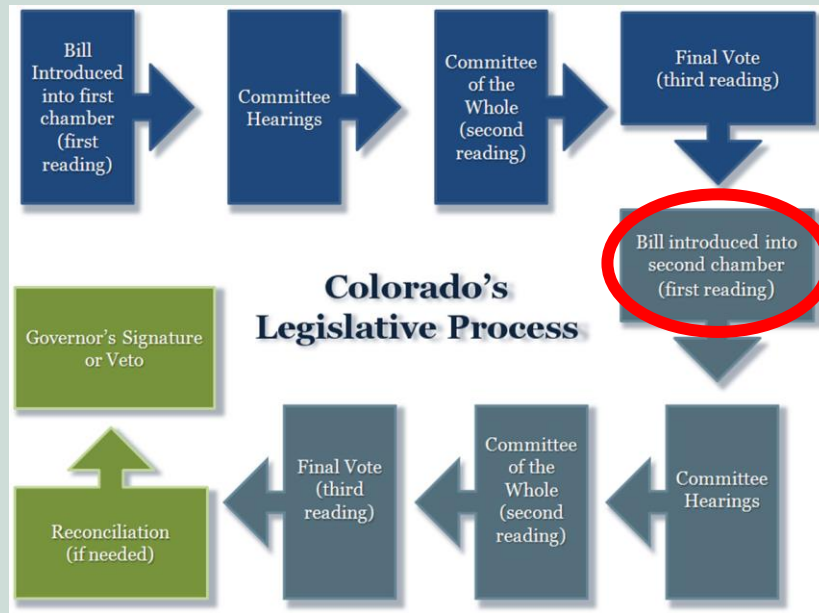 Bill
Introduced
into first
chamber
(first
reading)
Committee
Hearings
Committee
of the
Whole
(second
reading)
Final Vote
(third reading)
Bill introduced into
second chamber
(first reading)
Colorado's
Legislative Process
Committee
Hearings
Committee
of the
Whole
(second
reading)
Final Vote
(third
reading)
Reconciliation
(if needed)
Governor's Signature
or Veto